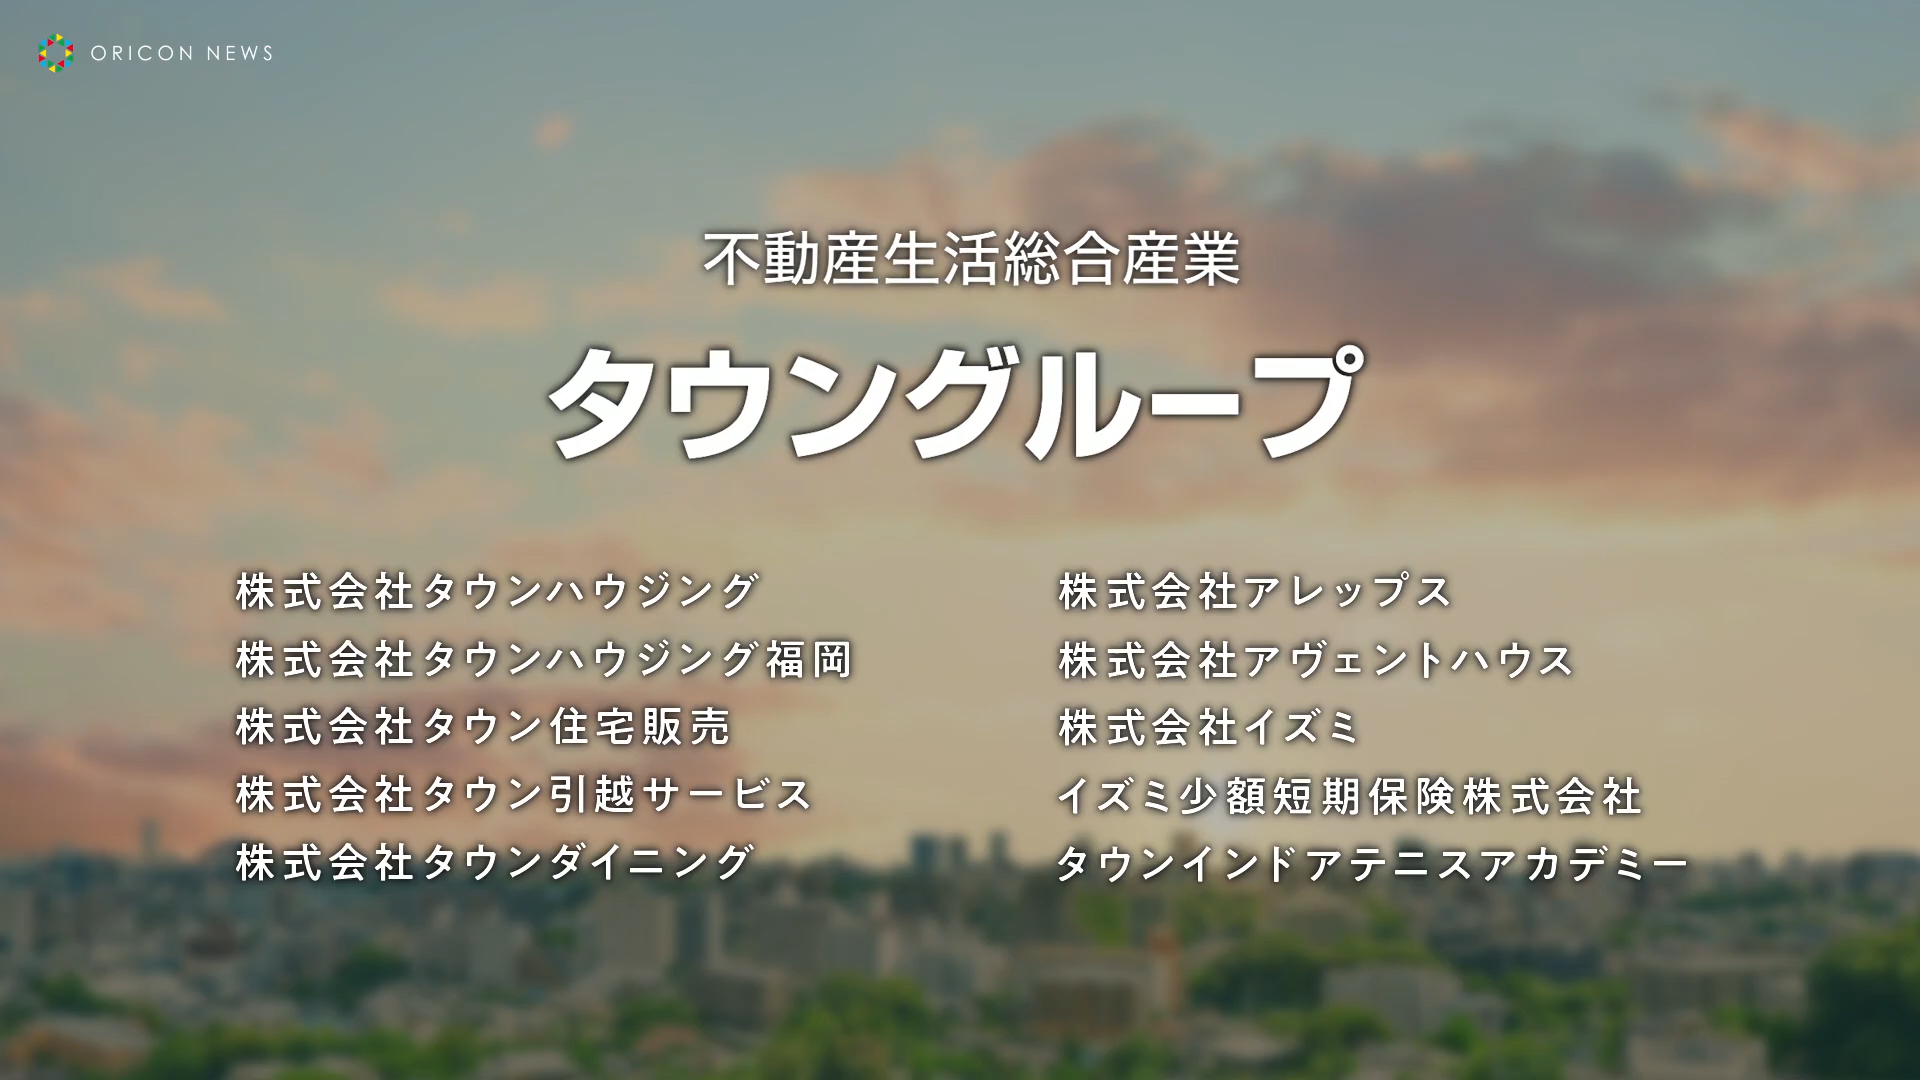 ORICON NEWS
不動産生活総合産業
タウングループ
株式会社タウンハウジング
株式会社タウンハウジング福岡
株式会社タウン住宅販売
株式会社タウン引越サービス
株式会社タウンダイニング
株式会社アレップス
株式会社アヴェントハウス
株式会社イズミ
イズミ少額短期保険株式会社
タウンインドアテニスアカデミー